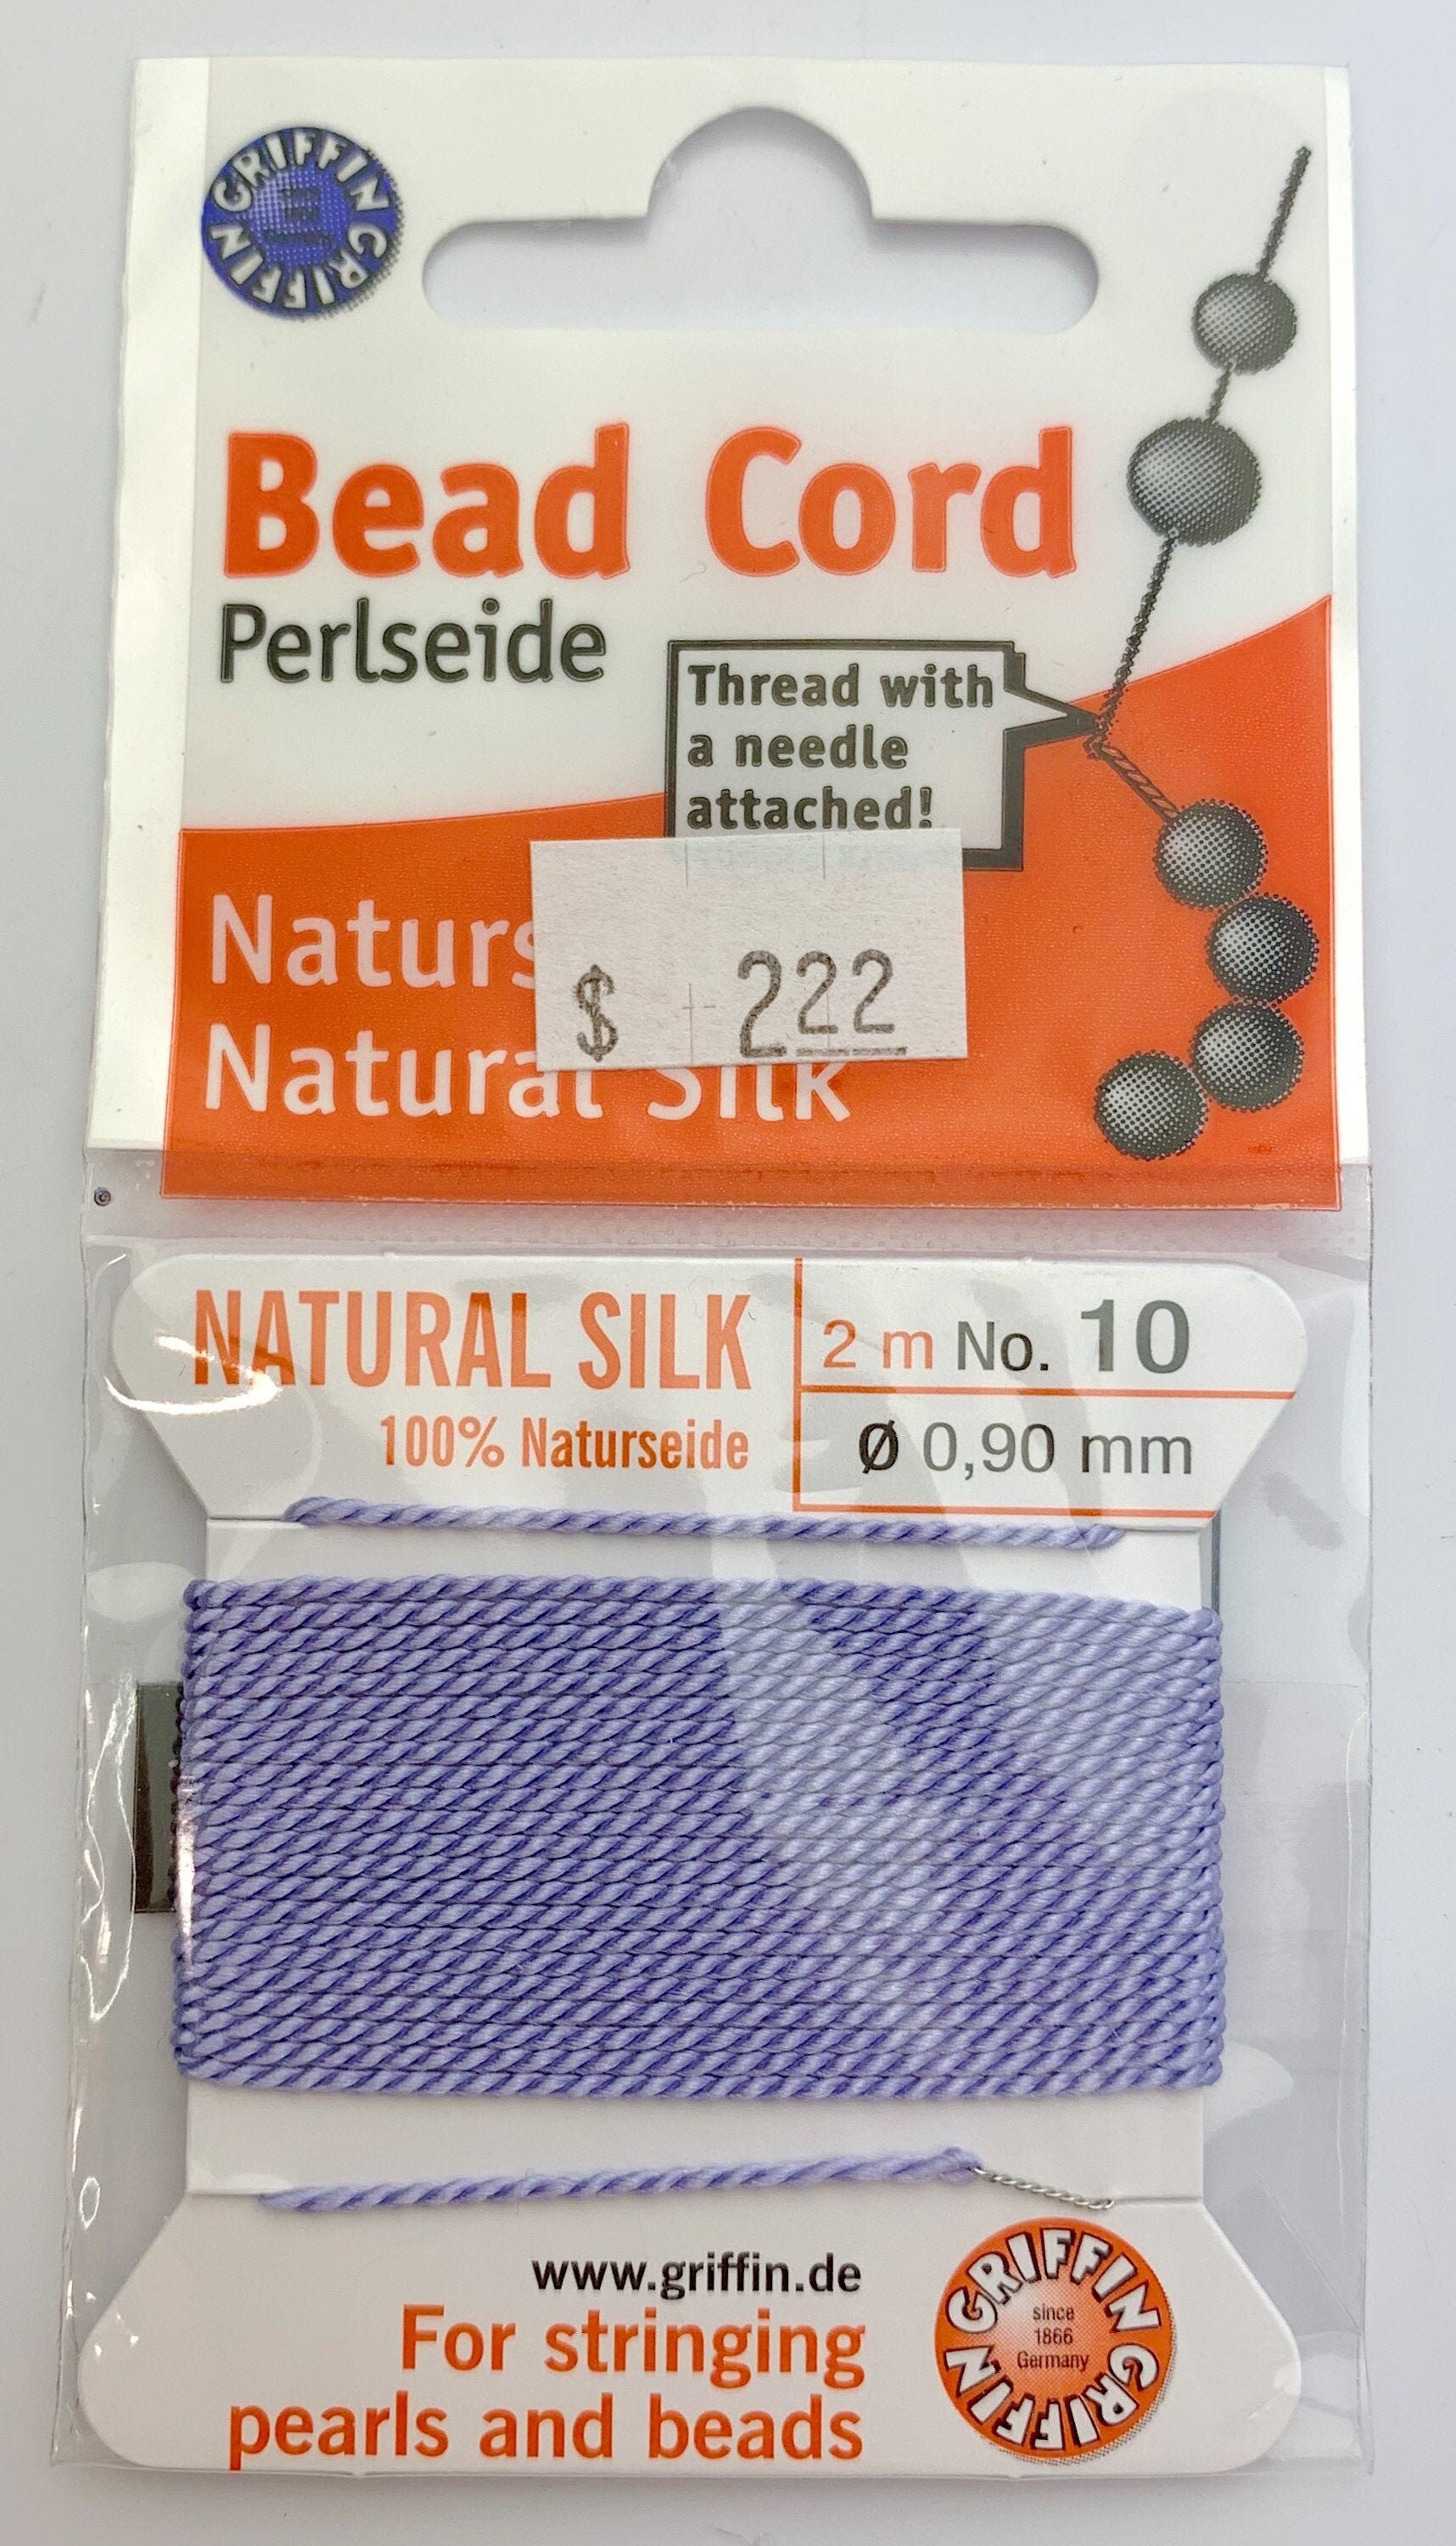 GRIFFIN GRIFFIN
Bead Cord
Perlseide
Thread with
a needle
attached!
$ 222
Natural Silk
NATURAL SILK
100% Naturseide
2 m No. 10
Ø 0,90 mm
www.griffin.de
For stringing
pearls and beads
GRIFFIN GRIFFIN
since
1866
Germany